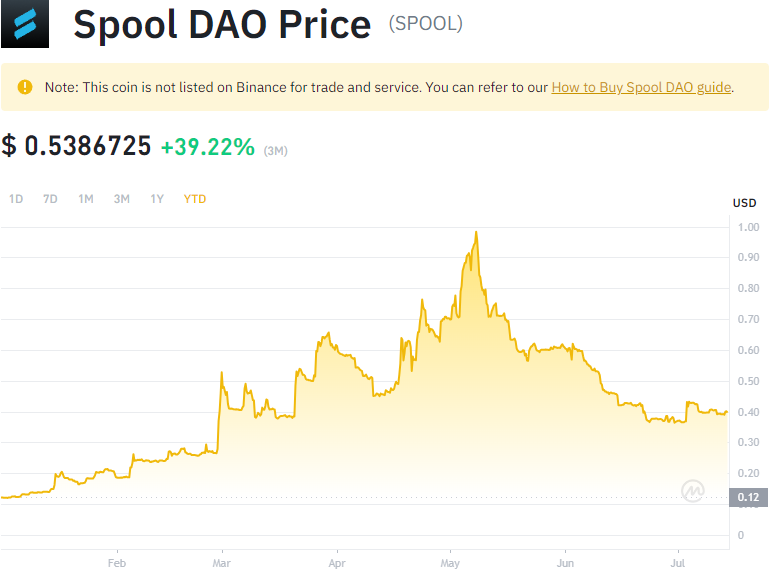 Spool DAO Price (SPOOL)
Note: This coin is not listed on Binance for trade and service. You can refer to our How to Buy Spool DAO guide.
$ 0.5386725 +39.22% (3M)
1D 7D 1M 3M 1Y YTD
USD
1.00
0.90
0.80
0.70
0.60
0.50
0.40
0.30
0.20
0.12
0
Feb Mar Apr May Jun Jul